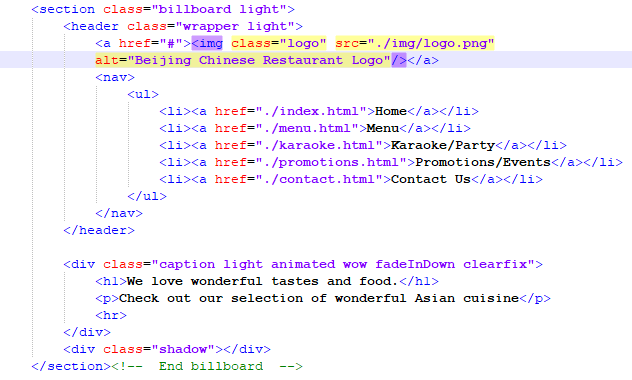 <section class="billboard light">
<header class="wrapper light">
<a href="#"><img class="logo" src="./img/logo.png"
alt="Beijing Chinese Restaurant Logo"/></a>
<nav>
<ul>
<li><a href="./index.html">Home</a></li>
<li><a href="./menu.html">Menu</a></li>
<li><a href="./karaoke.html">Karaoke/Party</a></li>
<li><a href="./promotions.html">Promotions/Events</a></li>
<li><a href="./contact.html">Contact Us</a></li>
</ul>
</nav>
</header>
<div class="caption light animated wow fadeInDown clearfix">
<h1>We love wonderful tastes and food.</h1>
<p>Check out our selection of wonderful Asian cuisine</p>
<hr>
</div>
<div class="shadow"></div>
</section><!--  End billboard  -->